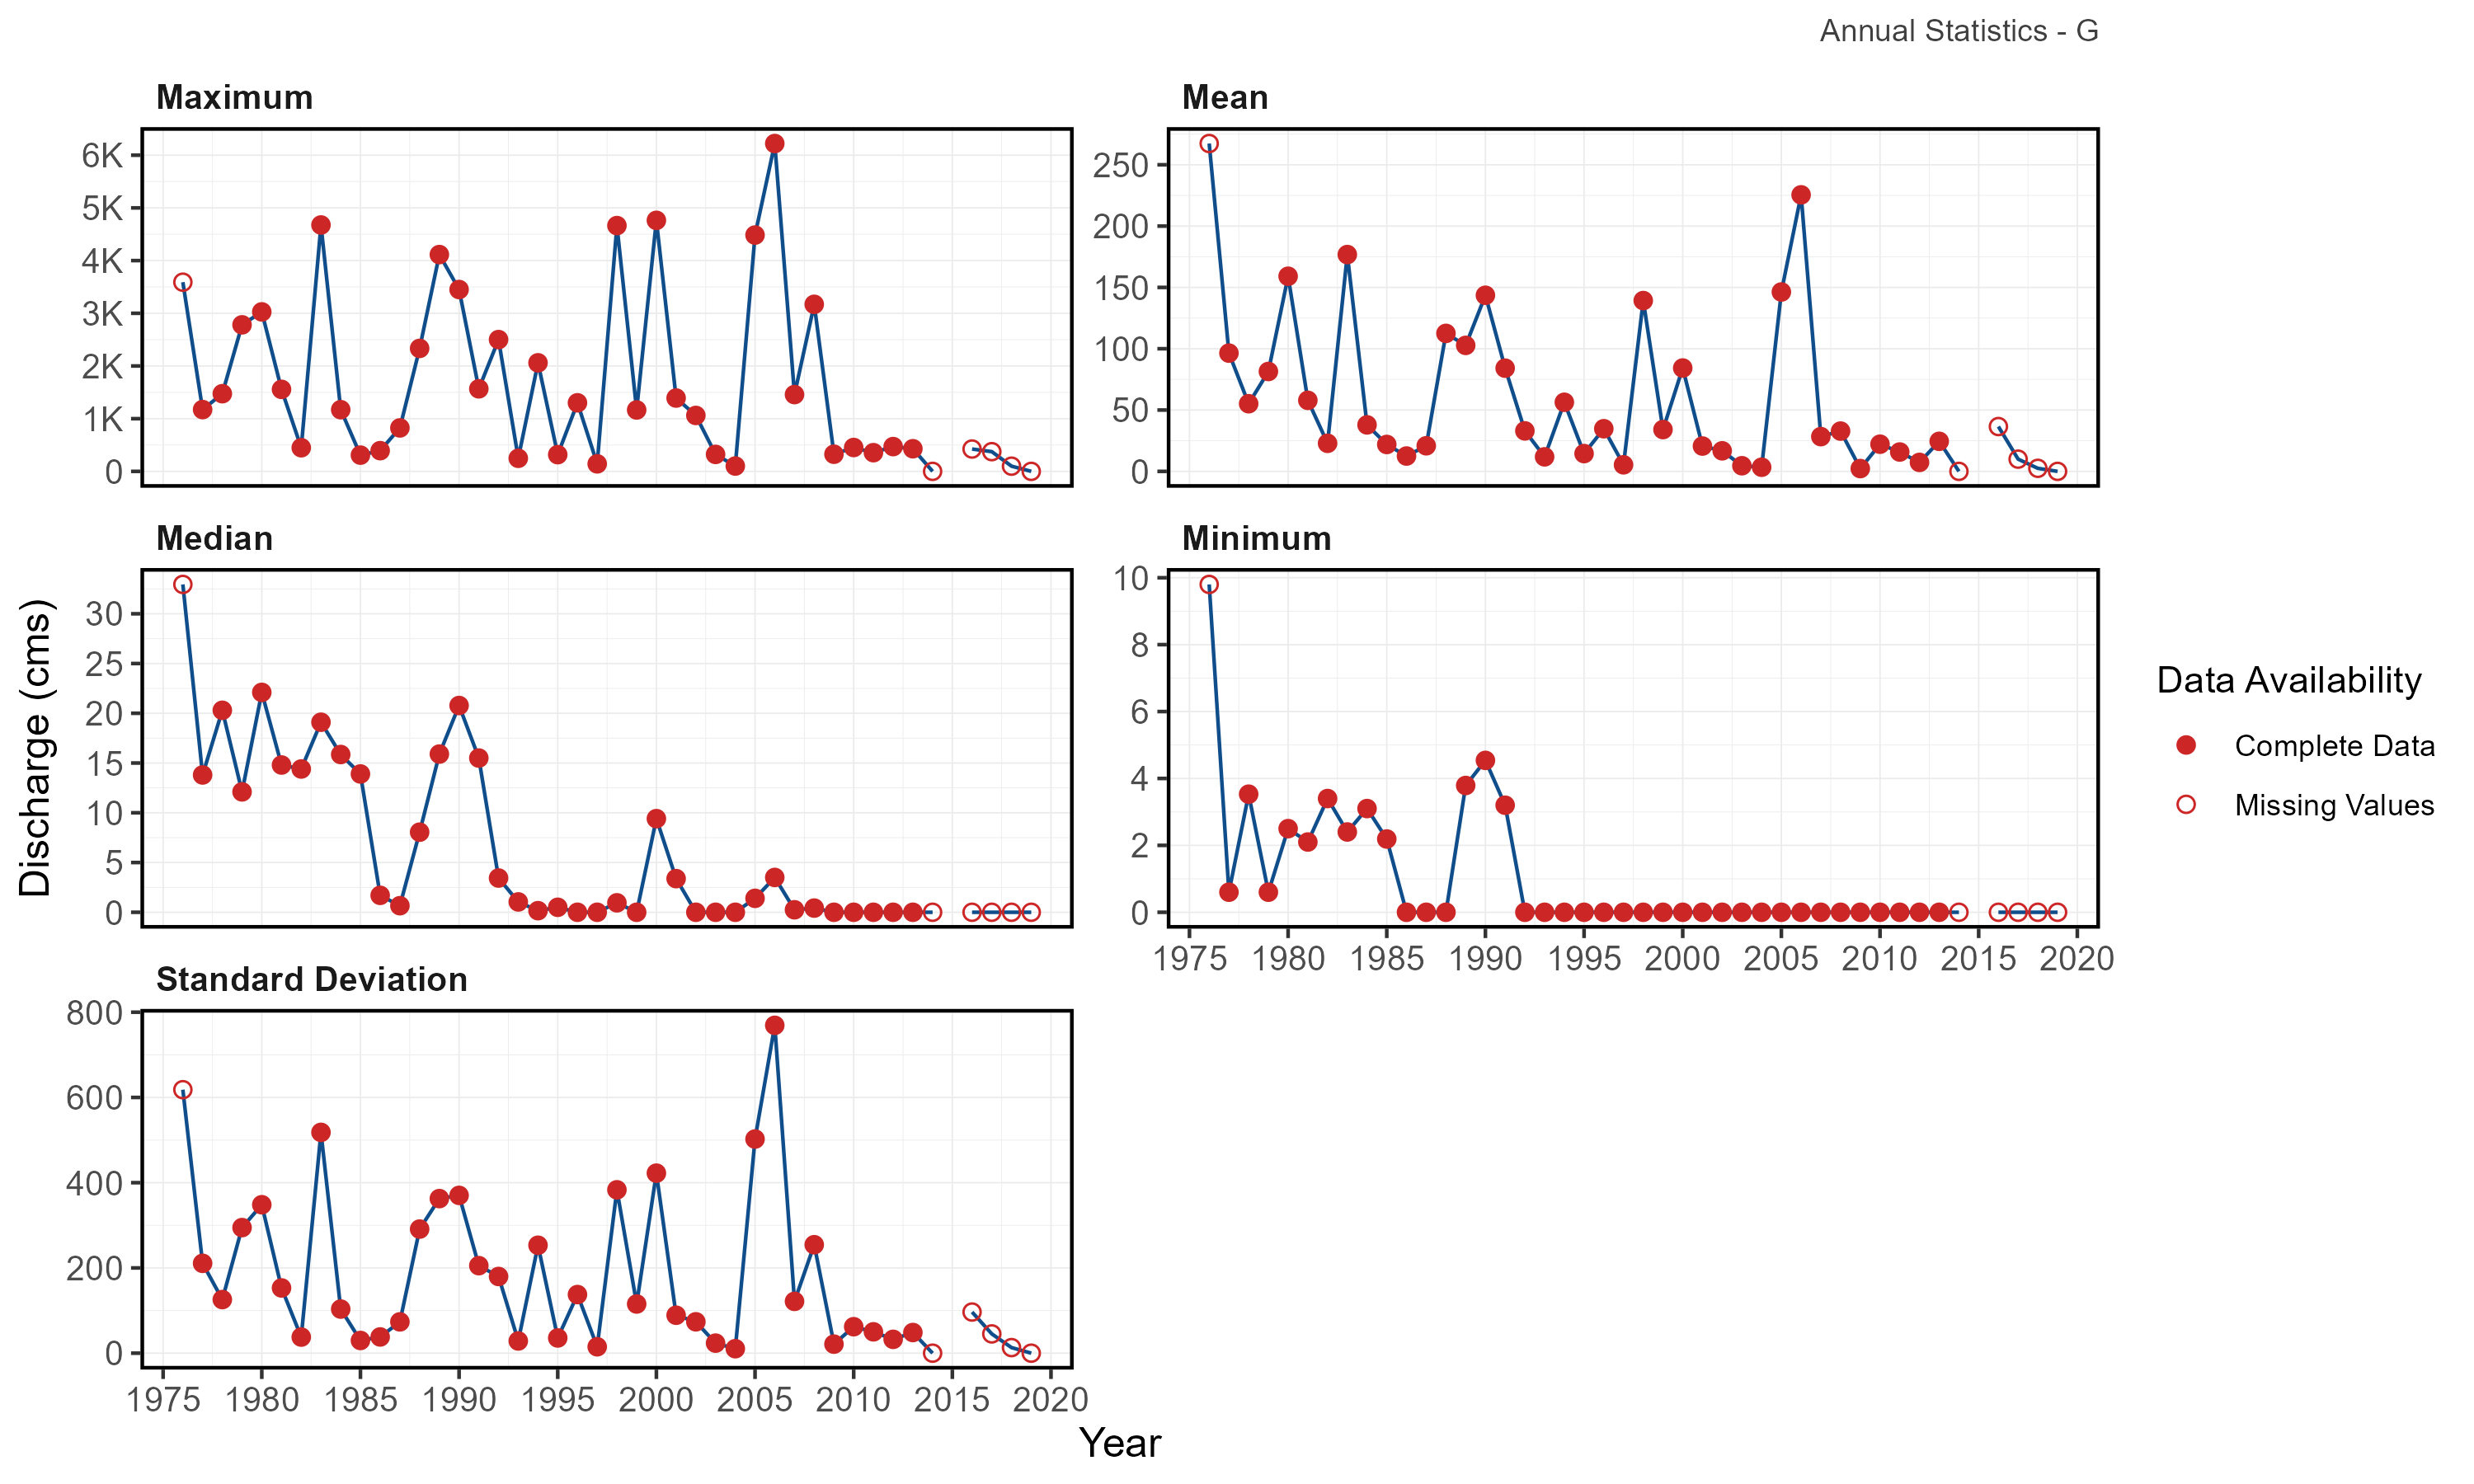 Annual Statistics - G
Maximum
6K
5K
4K
3K
2K
1K
0
Mean
250
200
150
100
50
0
Discharge (cms)
Median
30
25
20
15
10
5
0
Minimum
10
8
6
4
2
0
1975 1980 1985 1990 1995 2000 2005 2010 2015 2020
Standard Deviation
800
600
400
200
0
1975 1980 1985 1990 1995 2000 2005 2010 2015 2020
Year
Data Availability
Complete Data
Missing Values